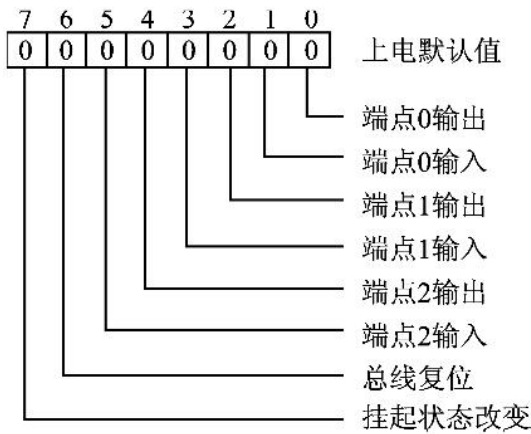 7 6 5 4 3 2 1 0
0 0 0 0 0 0 0 0 上电默认值
端点0输出
端点0输入
端点1输出
端点1输入
端点2输出
端点2输入
总线复位
挂起状态改变